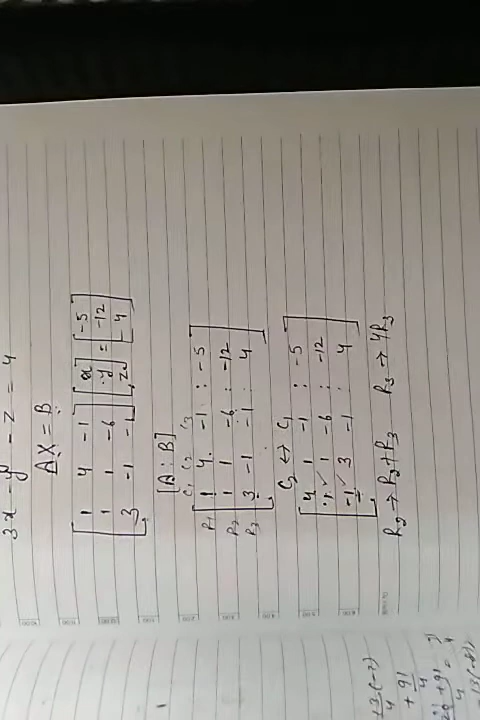 3x - y - z = 4
AX = B
[1 4 -1] [x] = [-5]
[1 1 -6] [y] = [-12]
[3 -1 -1] [z] = [4]
[A : B]
C1 C2 C3
R1 [1 4 -1 : -5]
R2 [1 1 -6 : -12]
R3 [3 -1 -1 : 4]
C2 ↔ C1
[4 1 -1 : -5]
[1 1 -6 : -12]
[-1 3 -1 : 4]
R3 → R2 + R3 R3 → 4R3